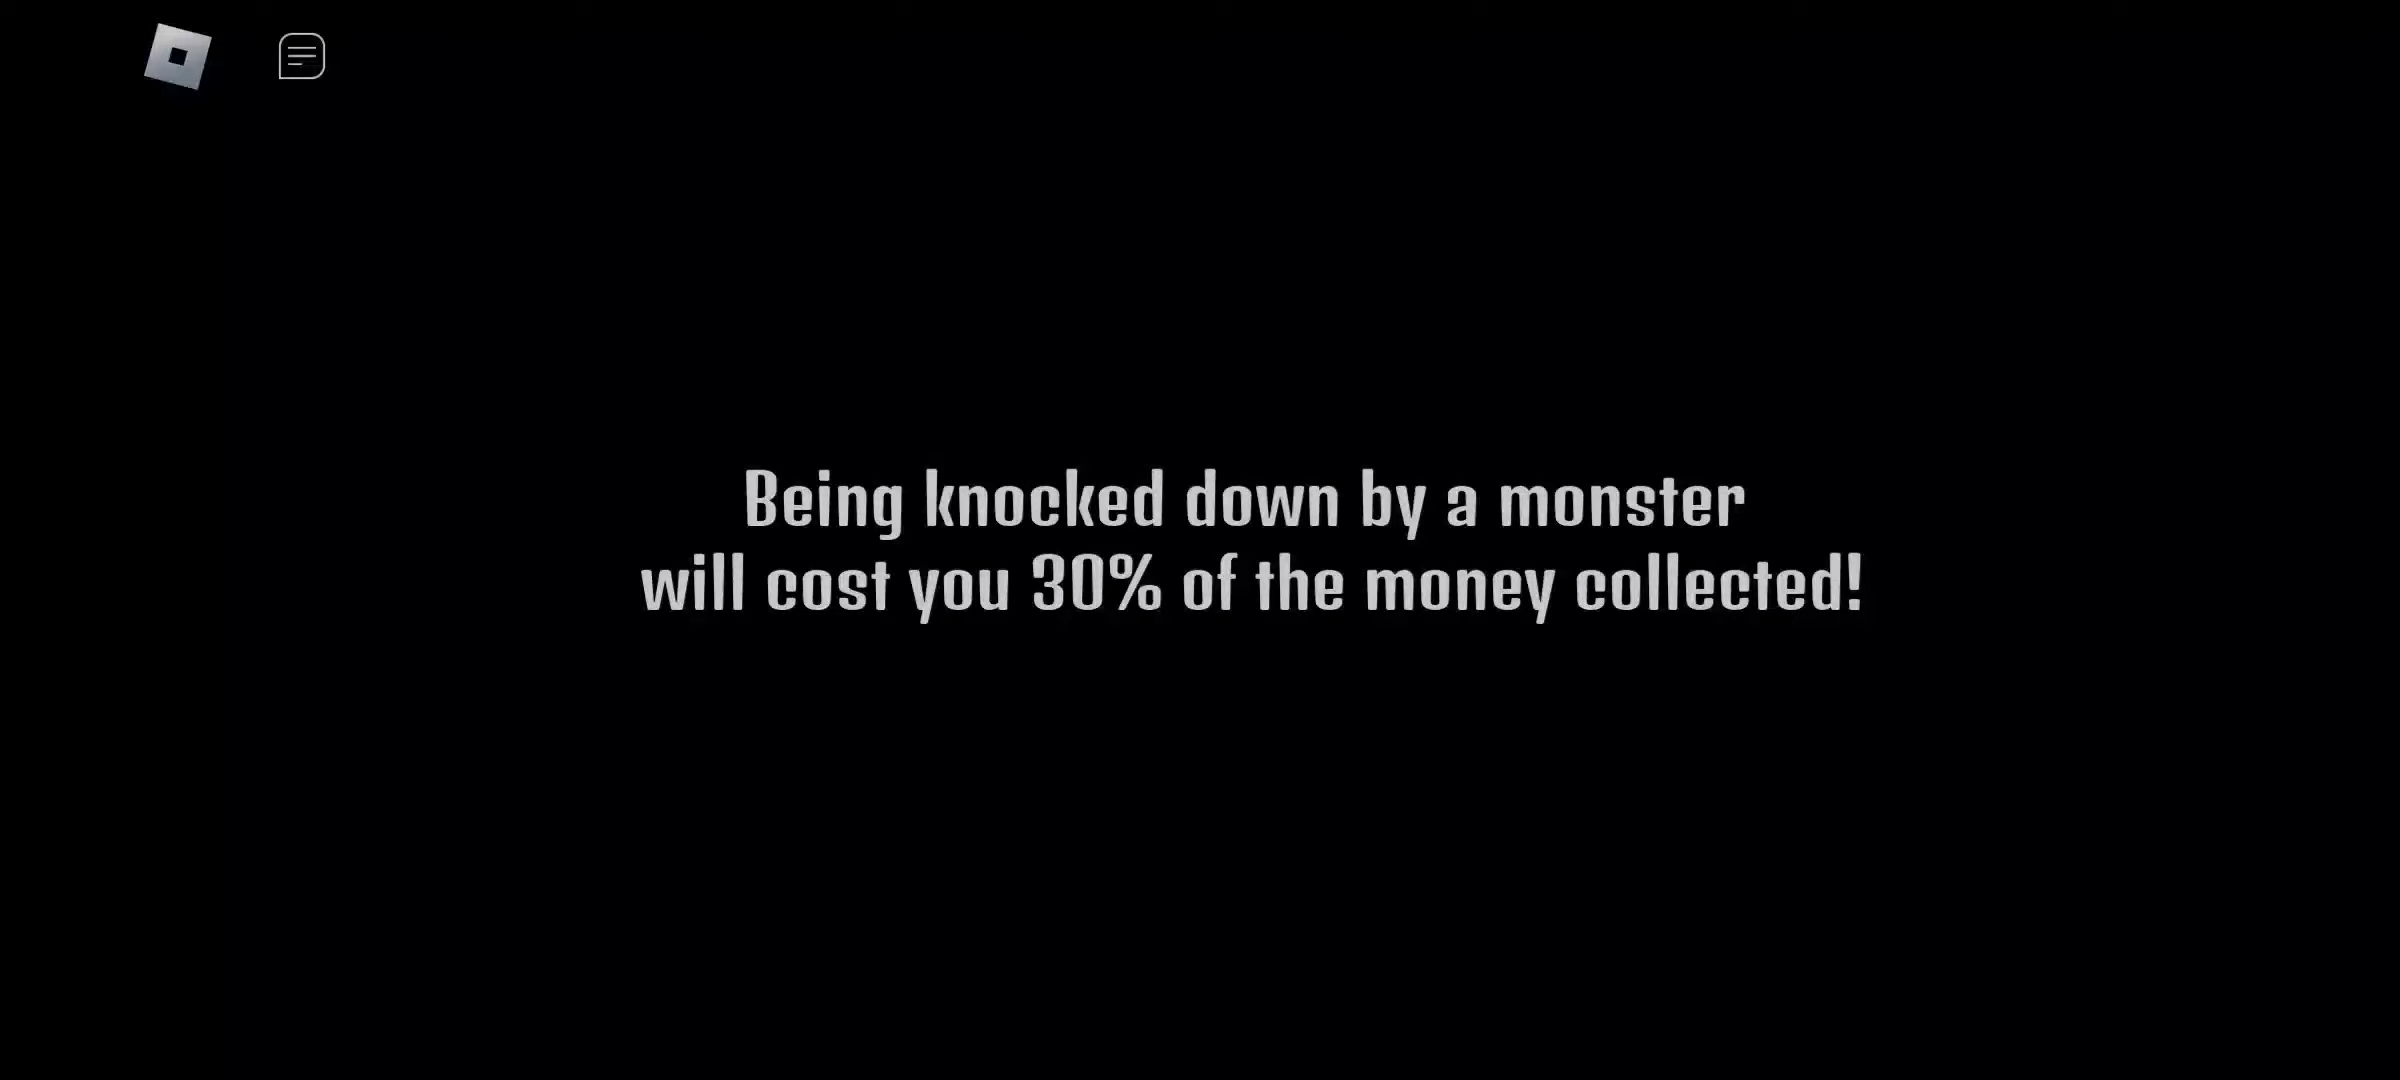 Being knocked down by a monster
will cost you 30% of the money collected!